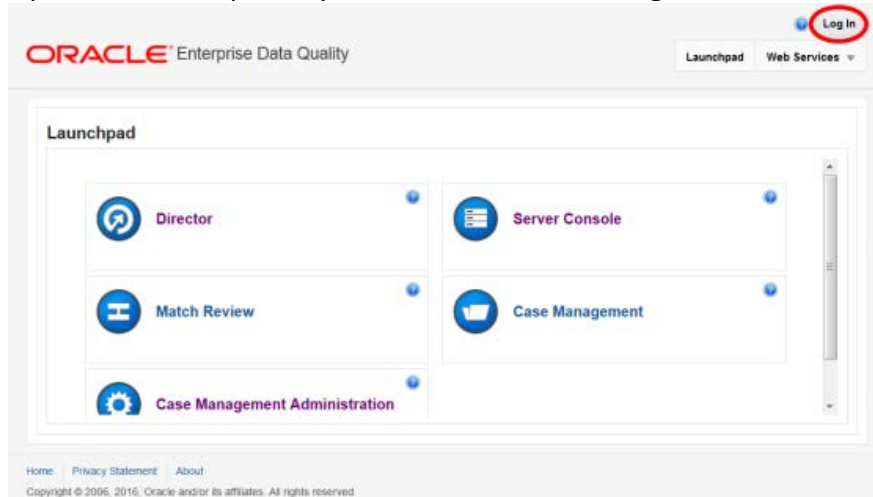 Log In
ORACLE Enterprise Data Quality
Launchpad Web Services
Launchpad
Director
Server Console
Match Review
Case Management
Case Management Administration
Home Privacy Statement About
Copyright © 2006, 2016, Oracle and/or its affiliates. All rights reserved.